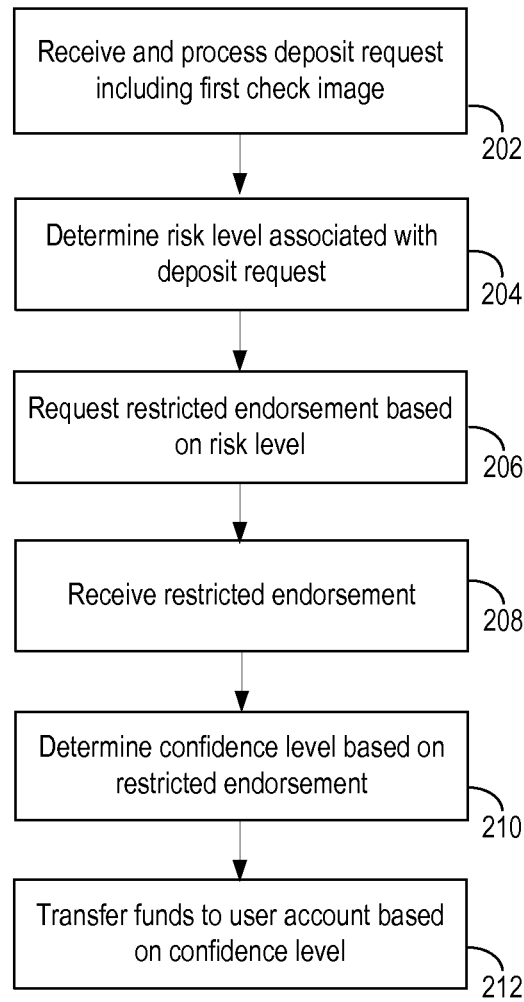 Receive and process deposit request
including first check image
202
Determine risk level associated with
deposit request
204
Request restricted endorsement based
on risk level
206
Receive restricted endorsement
208
Determine confidence level based on
restricted endorsement
210
Transfer funds to user account based
on confidence level
212